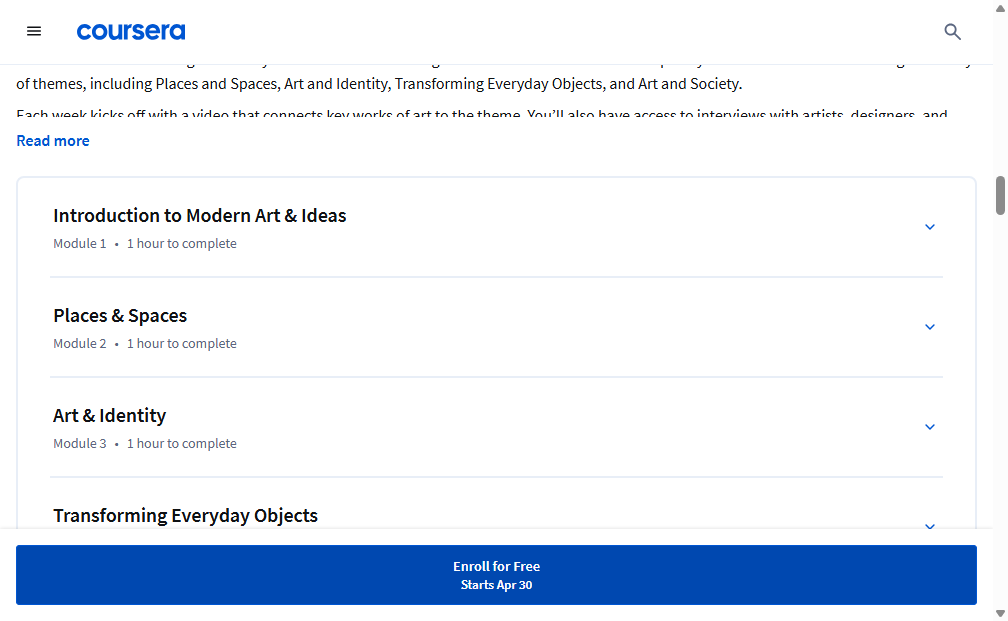 coursera
of themes, including Places and Spaces, Art and Identity, Transforming Everyday Objects, and Art and Society.
Each week kicks off with a video that connects key works of art to the theme. You'll also have access to interviews with artists, designers, and
Read more
Introduction to Modern Art & Ideas
Module 1 • 1 hour to complete
Places & Spaces
Module 2 • 1 hour to complete
Art & Identity
Module 3 • 1 hour to complete
Transforming Everyday Objects
Enroll for Free
Starts Apr 30